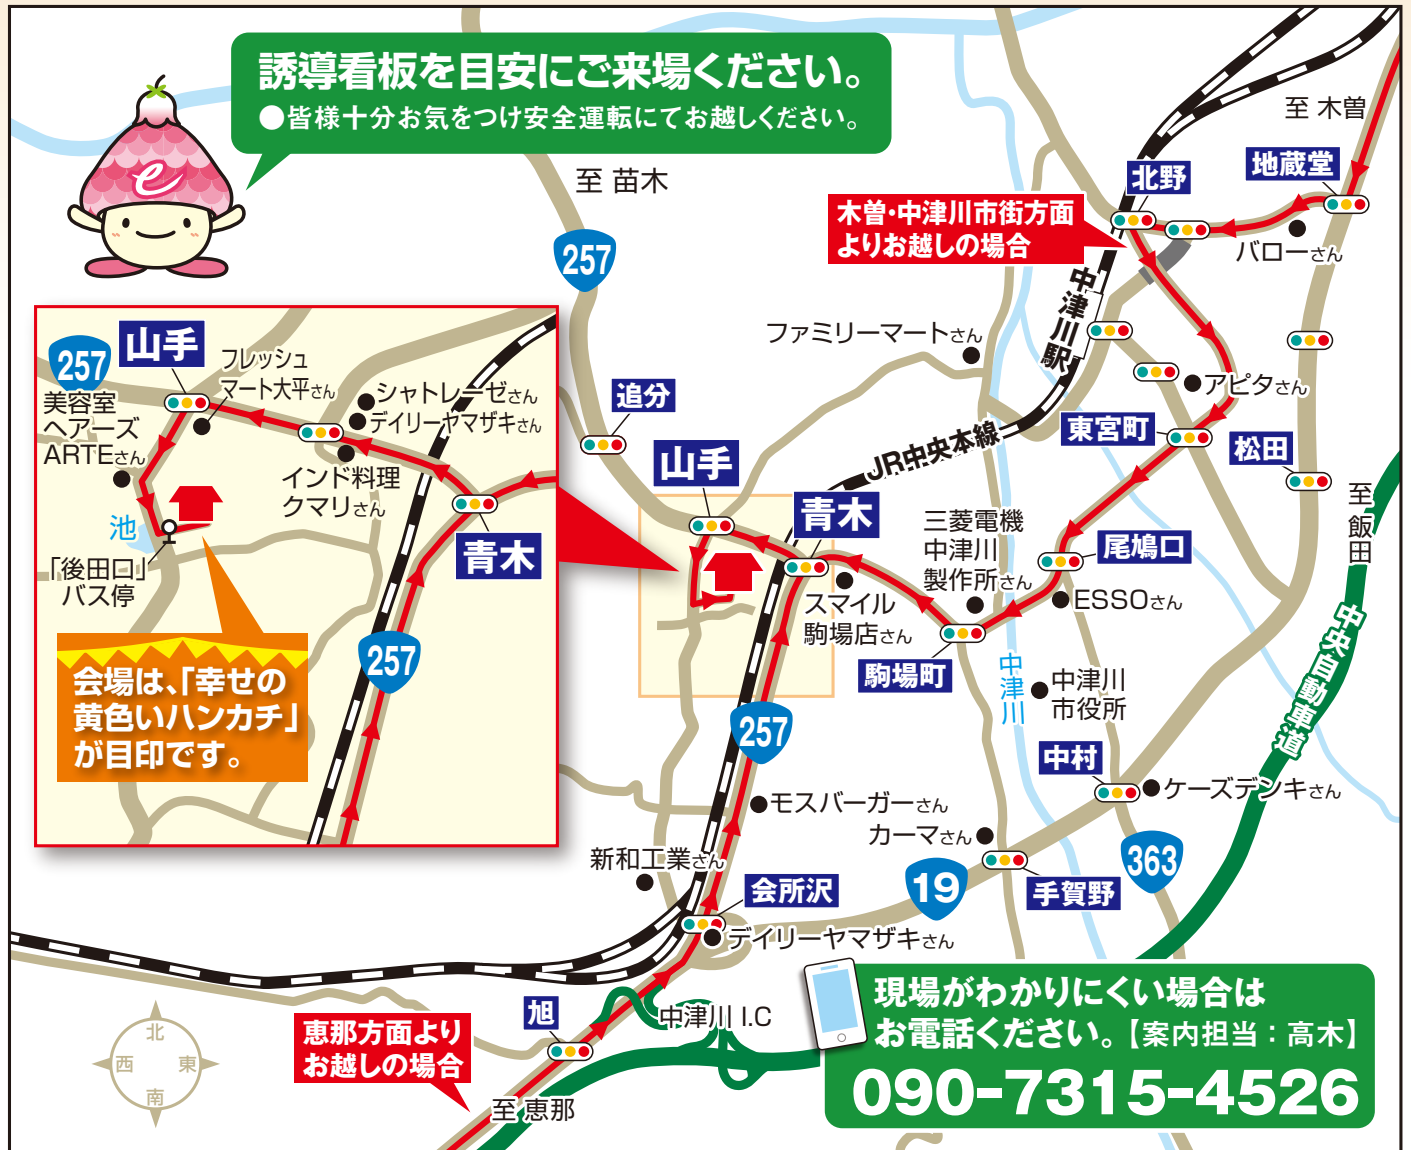 誘導看板を目安にご来場ください。
●皆様十分お気をつけ安全運転にてお越しください。
e
至 苗木
至 木曽
地蔵堂
北野
木曽・中津川市街方面
よりお越しの場合
バローさん
257
中津川駅
ファミリーマートさん
アピタさん
追分
東宮町
松田
JR中央本線
山手
青木
至 飯田
三菱電機
中津川
製作所さん
尾鳩口
ESSOさん
スマイル
駒場店さん
駒場町
中津川
中津川
市役所
中央自動車道
257
中村
ケーズデンキさん
モスバーガーさん
カーマさん
363
新和工業さん
19
手賀野
会所沢
デイリーヤマザキさん
中津川 I.C
旭
恵那方面より
お越しの場合
至 恵那
257
山手
フレッシュ
マート大平さん
シャトレーゼさん
デイリーヤマザキさん
美容室
ヘアーズ
ARTEさん
インド料理
クマリさん
青木
池
「後田口」
バス停
257
会場は、「幸せの
黄色いハンカチ」
が目印です。
北
西 東
南
現場がわかりにくい場合は
お電話ください。【案内担当：高木】
090-7315-4526